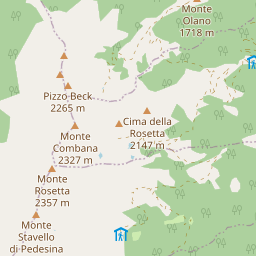 Monte
Olano
1718 m
Pizzo Beck
2265 m
Cima della
Rosetta
2147 m
Monte
Combana
2327 m
Monte
Rosetta
2357 m
Monte
Stavello
di Pedesina